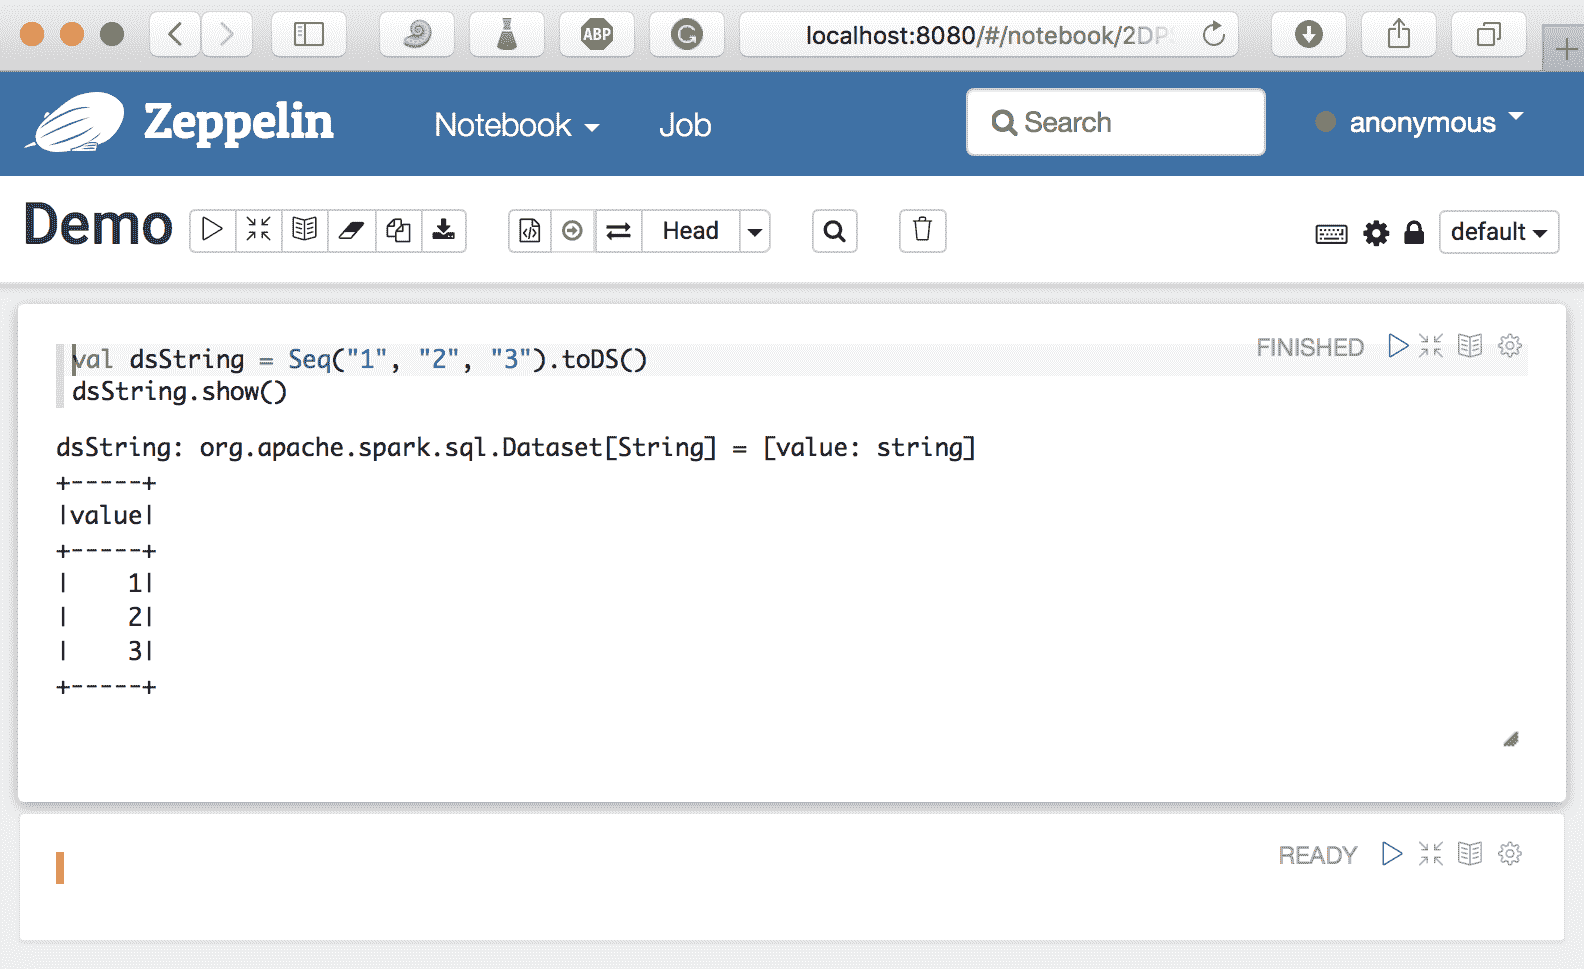 ABP
localhost:8080/#/notebook/2DP
Zeppelin
Notebook
Job
Search
anonymous
Demo
Head
default
val dsString = Seq("1", "2", "3").toDS()
FINISHED
dsString.show()
dsString: org.apache.spark.sql.Dataset[String] = [value: string]
+-----+
|value|
+-----+
|    1|
|    2|
|    3|
+-----+
READY